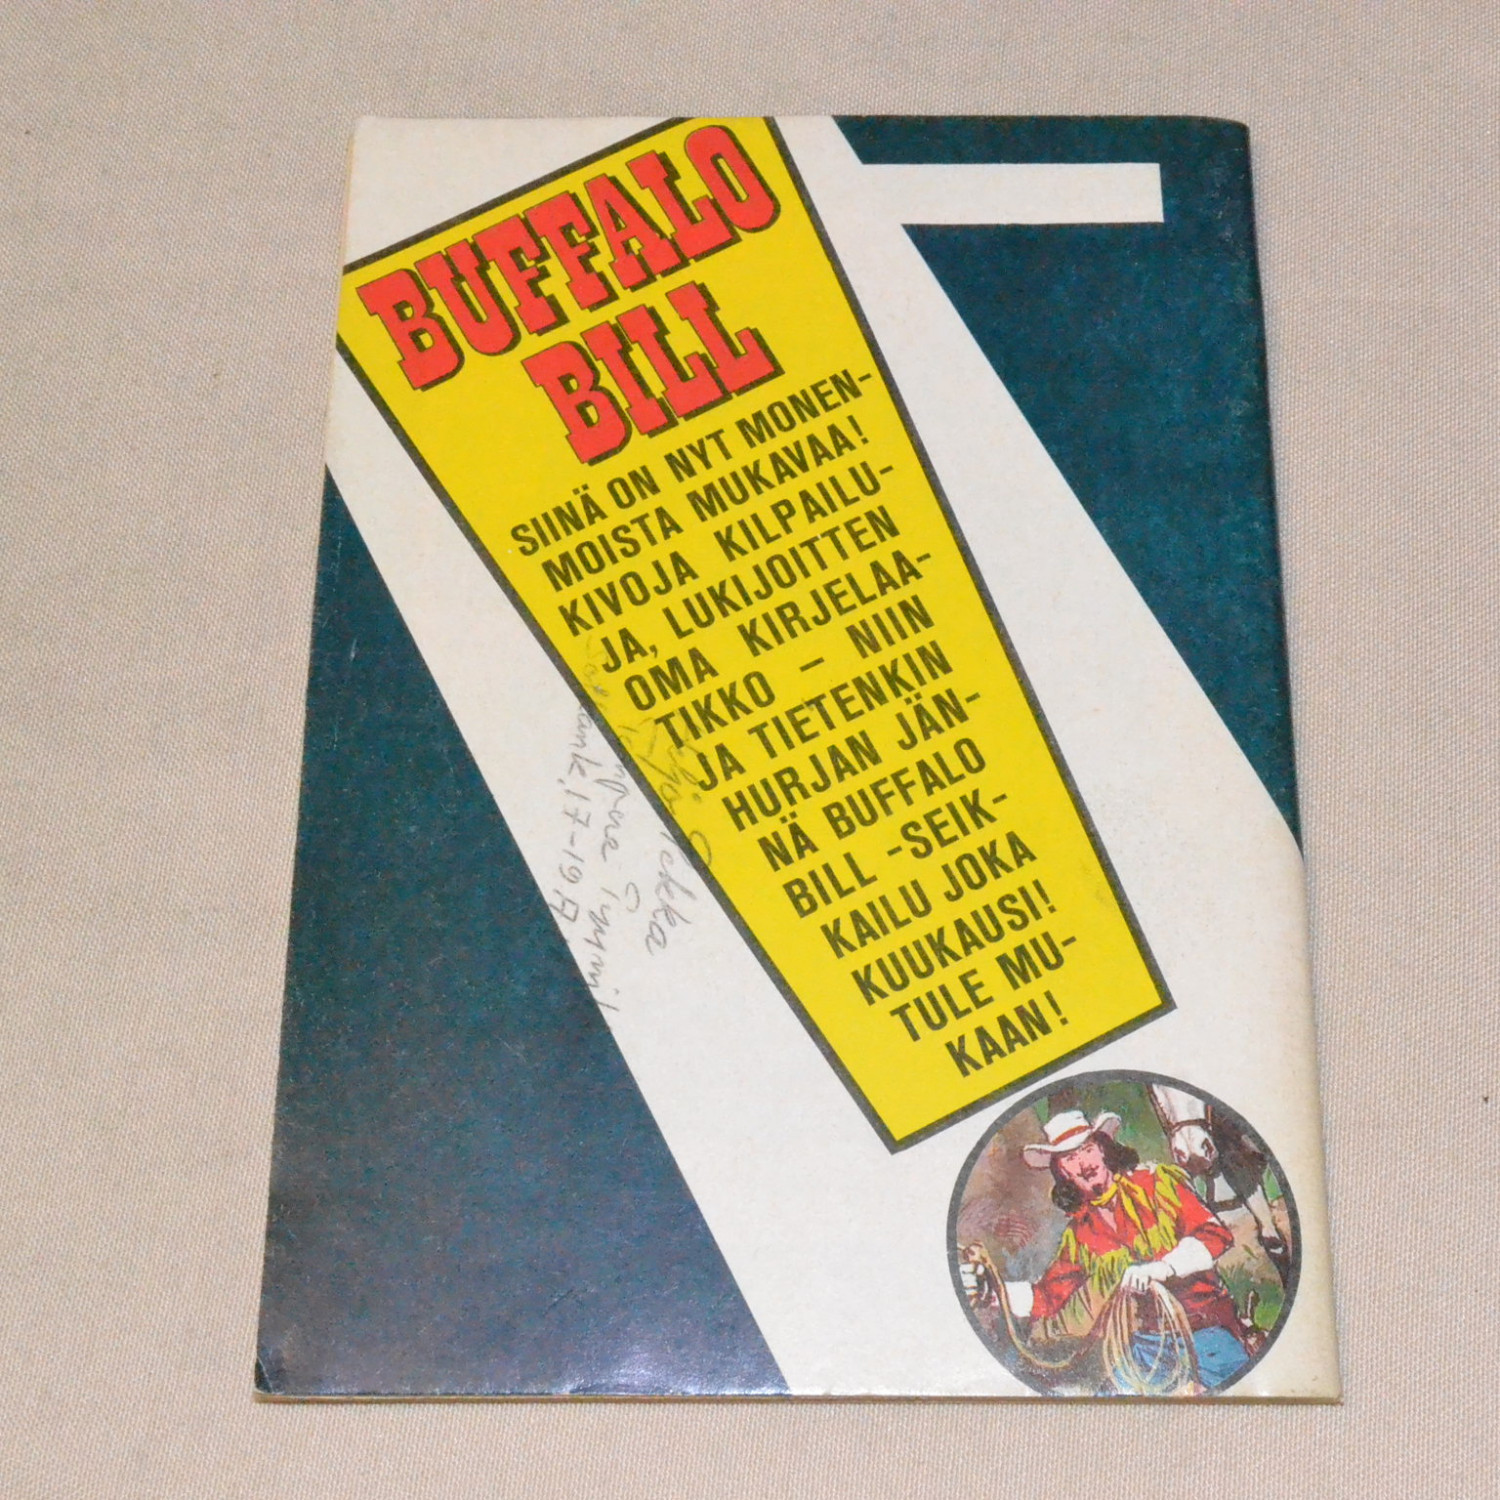 BUFFALO
BILL
SIINÄ ON NYT MONEN-
MOISTA MUKAVAA!
KIVOJA KILPAILU-
JA, LUKIJOITTEN
OMA KIRJELAA-
TIKKO – NIIN
JA TIETENKIN
HURJAN JÄN-
NÄ BUFFALO
BILL -SEIK-
KAILU JOKA
KUUKAUSI!
TULE MU-
KAAN!